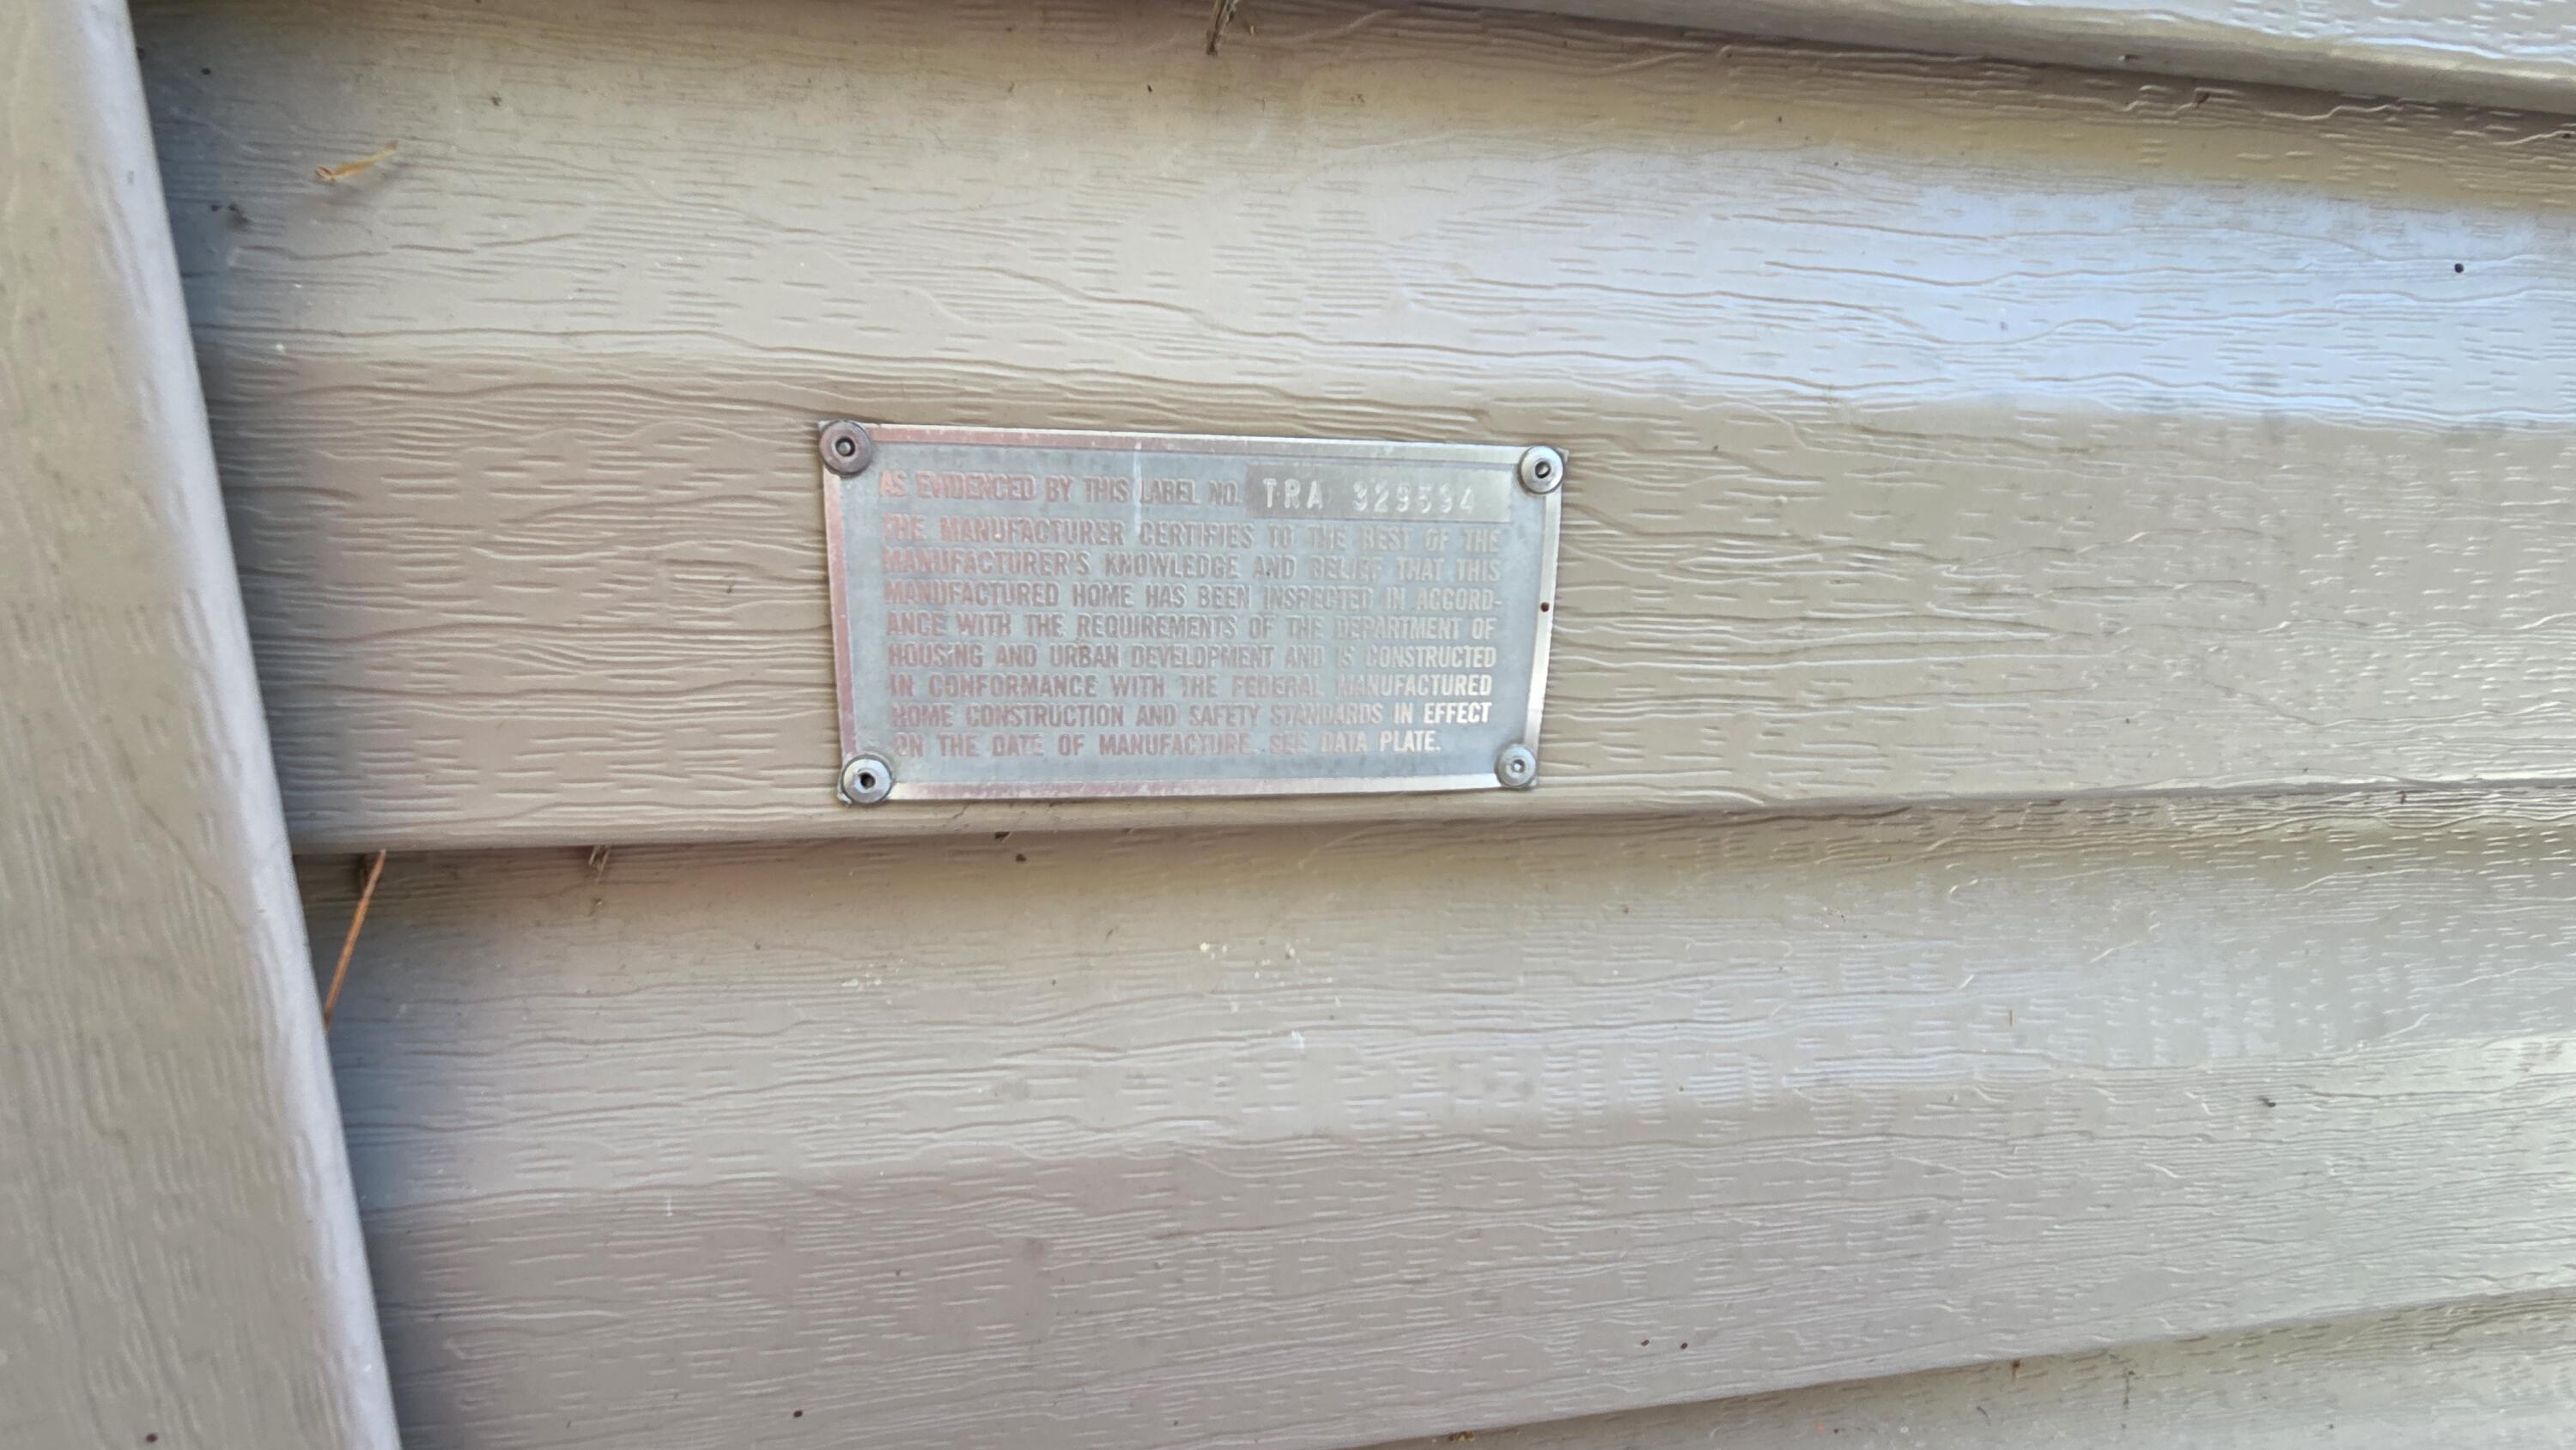 AS EVIDENCED BY THIS LABEL NO. TRA
THE MANUFACTURER CERTIFIES TO THE BEST OF THE
MANUFACTURER'S KNOWLEDGE AND BELIEF THAT THIS
MANUFACTURED HOME HAS BEEN INSPECTED IN ACCORD-
ANCE WITH THE REQUIREMENTS OF THE DEPARTMENT OF
HOUSING AND URBAN DEVELOPMENT AND IS CONSTRUCTED
IN CONFORMANCE WITH THE FEDERAL MANUFACTURED
HOME CONSTRUCTION AND SAFETY STANDARDS IN EFFECT
ON THE DATE OF MANUFACTURE. SEE DATA PLATE.